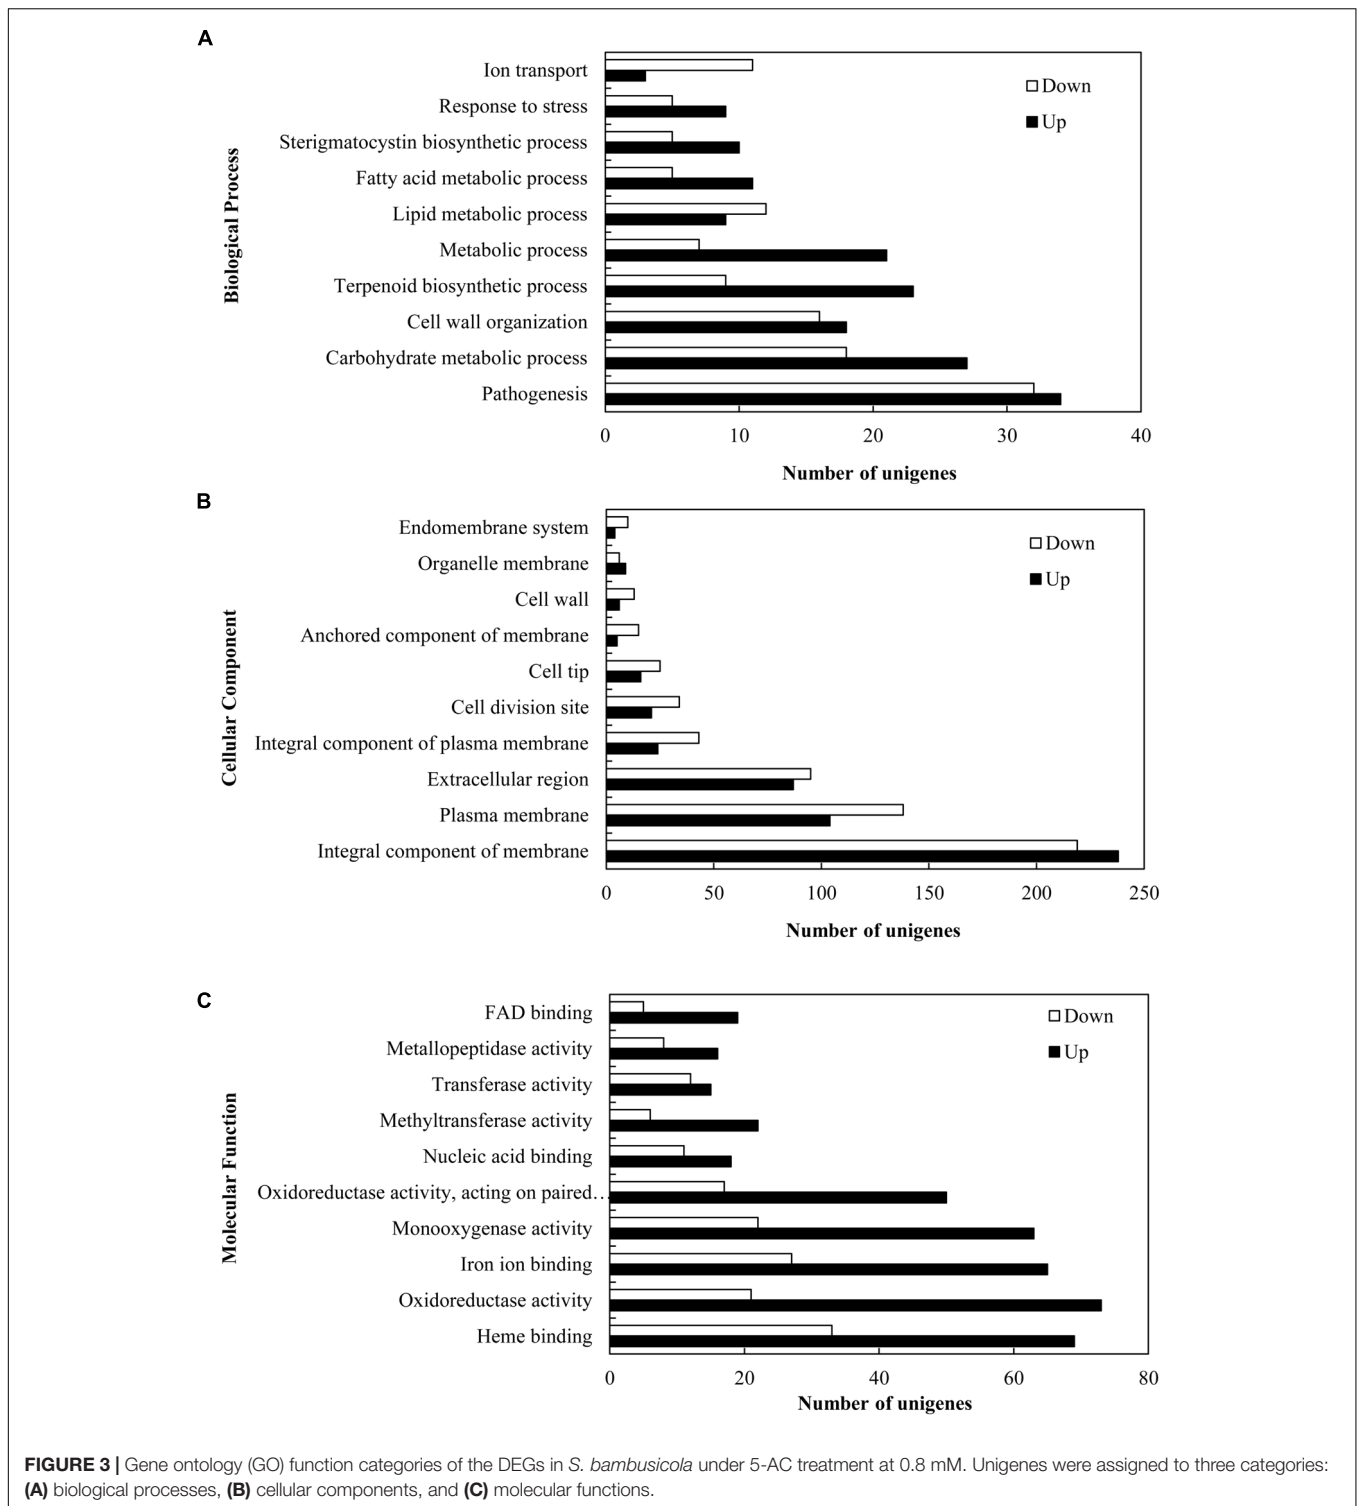 A
Ion transport
Response to stress
Sterigmatocystin biosynthetic process
Fatty acid metabolic process
Lipid metabolic process
Metabolic process
Terpenoid biosynthetic process
Cell wall organization
Carbohydrate metabolic process
Pathogenesis
Biological Process
Down
Up
0 10 20 30 40
Number of unigenes
B
Endomembrane system
Organelle membrane
Cell wall
Anchored component of membrane
Cell tip
Cell division site
Integral component of plasma membrane
Extracellular region
Plasma membrane
Integral component of membrane
Cellular Component
Down
Up
0 50 100 150 200 250
Number of unigenes
C
FAD binding
Metallopeptidase activity
Transferase activity
Methyltransferase activity
Nucleic acid binding
Oxidoreductase activity, acting on paired…
Monooxygenase activity
Iron ion binding
Oxidoreductase activity
Heme binding
Molecular Function
Down
Up
0 20 40 60 80
Number of unigenes
FIGURE 3 | Gene ontology (GO) function categories of the DEGs in S. bambusicola under 5-AC treatment at 0.8 mM. Unigenes were assigned to three categories:
(A) biological processes, (B) cellular components, and (C) molecular functions.